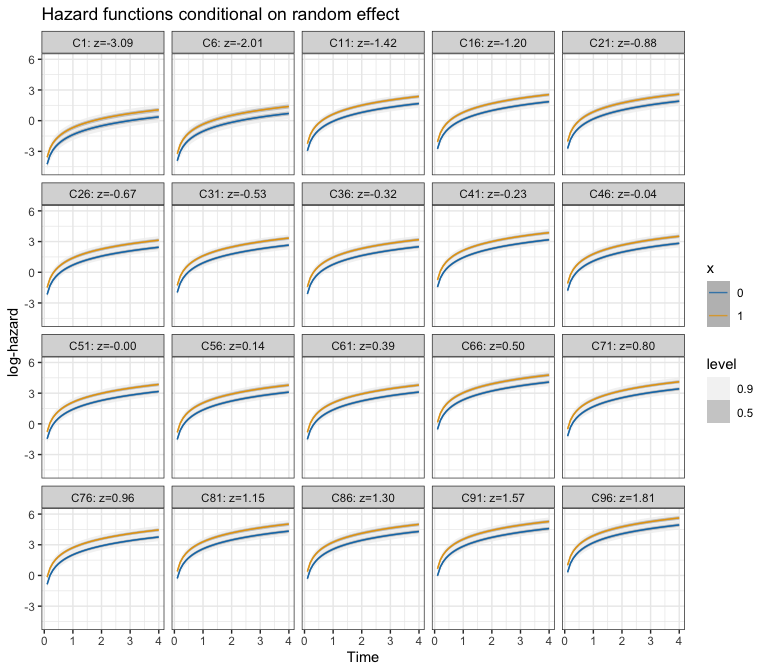 Hazard functions conditional on random effect
C1: z=-3.09 C6: z=-2.01 C11: z=-1.42 C16: z=-1.20 C21: z=-0.88
6
3
0
-3
C26: z=-0.67 C31: z=-0.53 C36: z=-0.32 C41: z=-0.23 C46: z=-0.04
6
3
0
-3
C51: z=-0.00 C56: z=0.14 C61: z=0.39 C66: z=0.50 C71: z=0.80
6
3
0
-3
C76: z=0.96 C81: z=1.15 C86: z=1.30 C91: z=1.57 C96: z=1.81
6
3
0
-3
0 1 2 3 4 0 1 2 3 4 0 1 2 3 4 0 1 2 3 4 0 1 2 3 4
Time
log-hazard
x
0
1
level
0.9
0.5